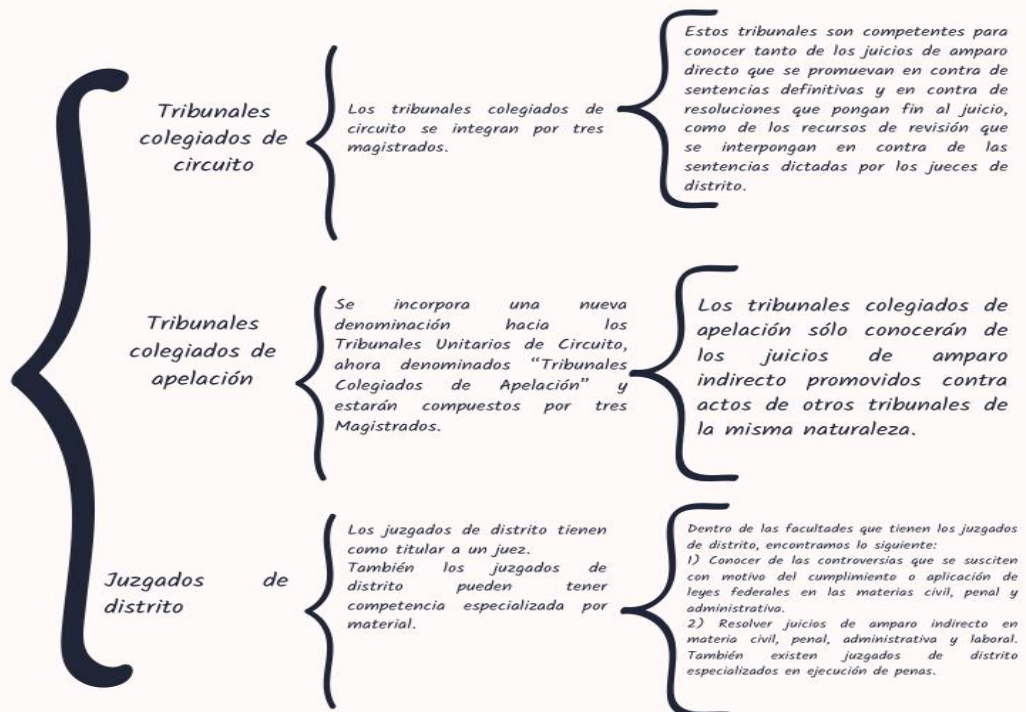 Tribunales
colegiados de
circuito
Los tribunales colegiados de
circuito se integran por tres
magistrados.
Estos tribunales son competentes para
conocer tanto de los juicios de amparo
directo que se promuevan en contra de
sentencias definitivas y en contra de
resoluciones que pongan fin al juicio,
como de los recursos de revisión que
se interpongan en contra de las
sentencias dictadas por los jueces de
distrito.
Tribunales
colegiados de
apelación
Se incorpora una nueva
denominación hacia los
Tribunales Unitarios de Circuito,
ahora denominados “Tribunales
Colegiados de Apelación” y
estarán compuestos por tres
Magistrados.
Los tribunales colegiados de
apelación sólo conocerán de
los juicios de amparo
indirecto promovidos contra
actos de otros tribunales de
la misma naturaleza.
Juzgados de
distrito
Los juzgados de distrito tienen
como titular a un juez.
También los juzgados de
distrito pueden tener
competencia especializada por
material.
Dentro de las facultades que tienen los juzgados
de distrito, encontramos lo siguiente:
1) Conocer de las controversias que se susciten
con motivo del cumplimiento o aplicación de
leyes federales en las materias civil, penal y
administrativa.
2) Resolver juicios de amparo indirecto en
materia civil, penal, administrativa y laboral.
También existen juzgados de distrito
especializados en ejecución de penas.